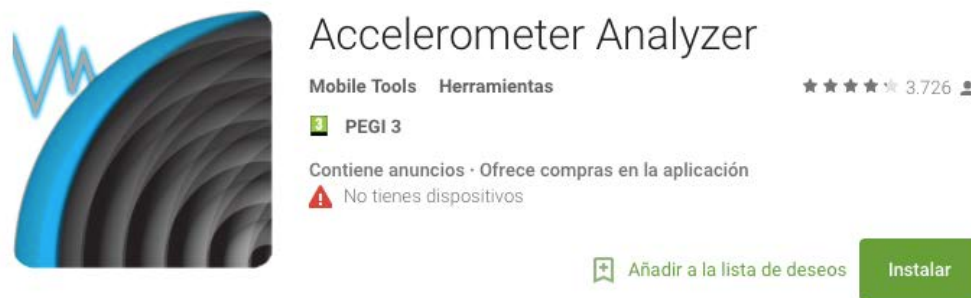 Accelerometer Analyzer
Mobile Tools Herramientas 3.726
3 PEGI 3
Contiene anuncios · Ofrece compras en la aplicación
No tienes dispositivos
Añadir a la lista de deseos Instalar